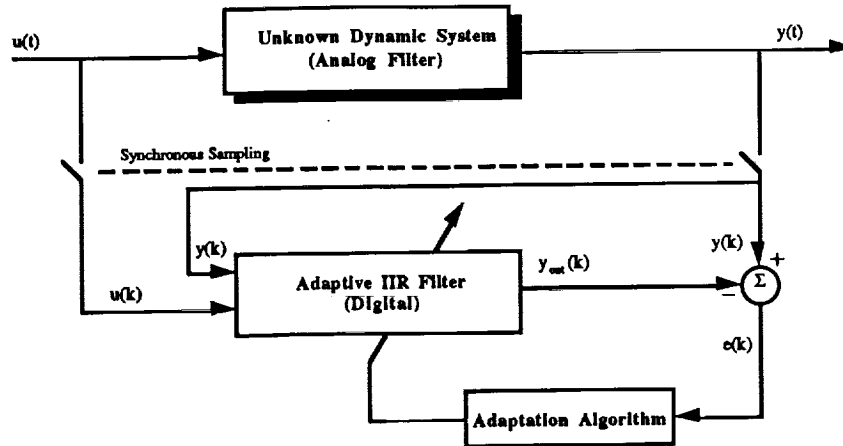 u(t)
Unknown Dynamic System
(Analog Filter)
y(t)
Synchronous Sampling
y(k)
u(k)
Adaptive IIR Filter
(Digital)
y_out(k)
y(k)
+
Σ
−
e(k)
Adaptation Algorithm